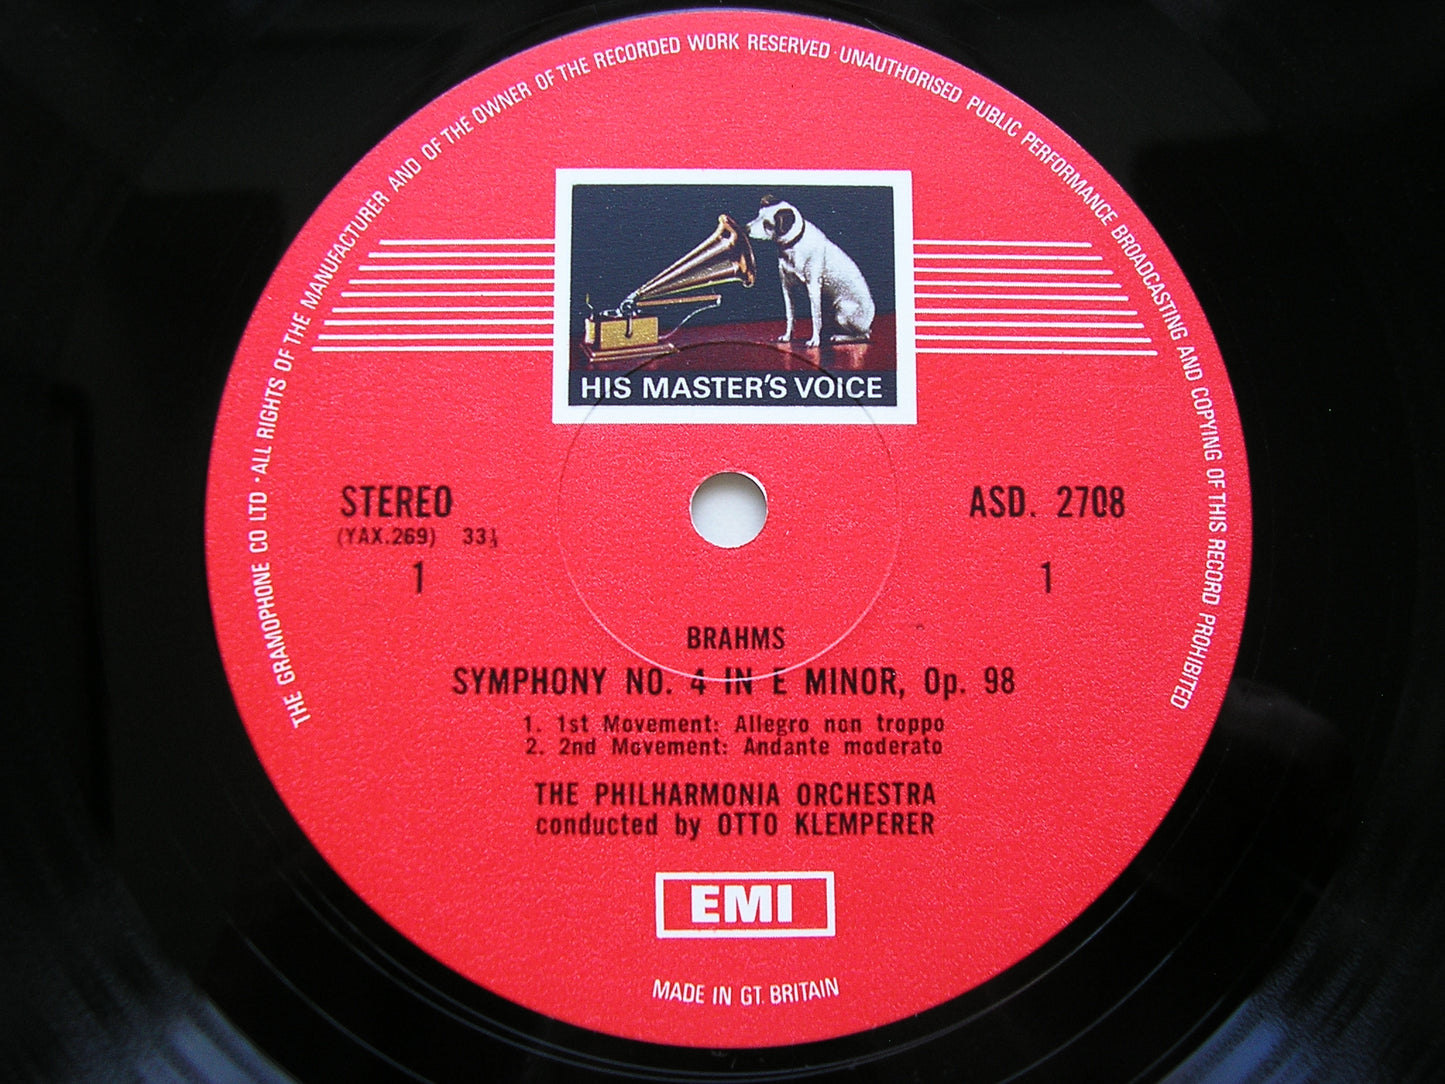 THE GRAMOPHONE CO LTD · ALL RIGHTS OF THE MANUFACTURER AND OF THE OWNER OF THE RECORDED WORK RESERVED · UNAUTHORISED PUBLIC PERFORMANCE BROADCASTING AND COPYING OF THIS RECORD PROHIBITED
HIS MASTER'S VOICE
STEREO ASD. 2708
(YAX.269) 33⅓
1 1
BRAHMS
SYMPHONY NO. 4 IN E MINOR, Op. 98
1. 1st Movement: Allegro non troppo
2. 2nd Movement: Andante moderato
THE PHILHARMONIA ORCHESTRA
conducted by OTTO KLEMPERER
EMI
MADE IN GT. BRITAIN